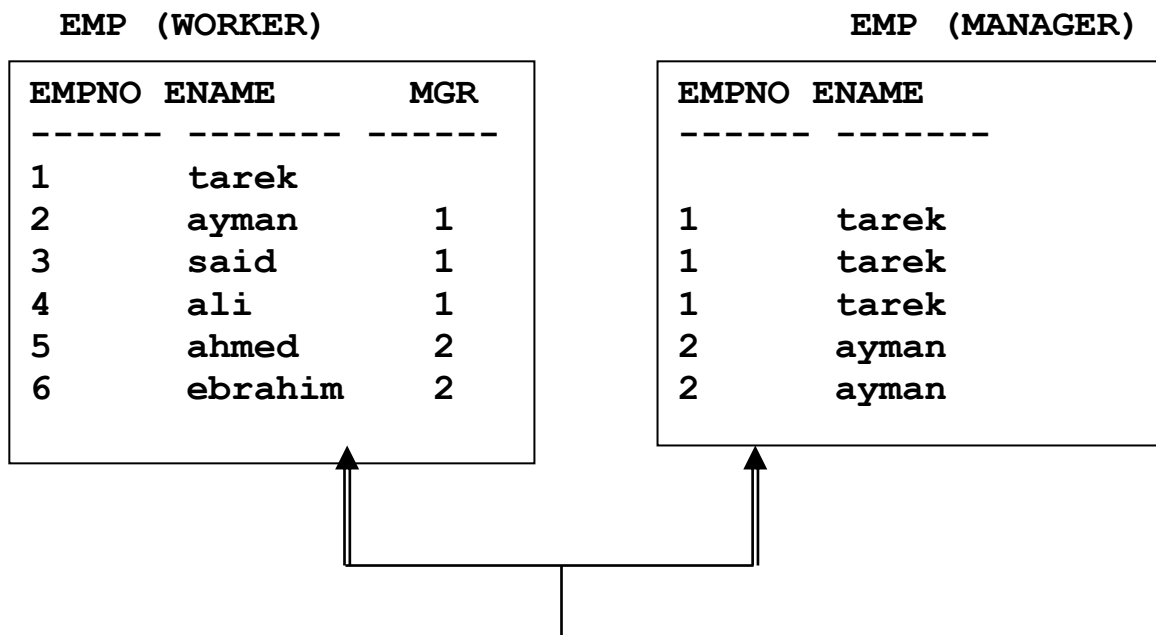 EMP (WORKER)
EMPNO ENAME MGR
------ ------- ------
1 tarek
2 ayman 1
3 said 1
4 ali 1
5 ahmed 2
6 ebrahim 2
EMP (MANAGER)
EMPNO ENAME
------ -------
1 tarek
1 tarek
1 tarek
2 ayman
2 ayman